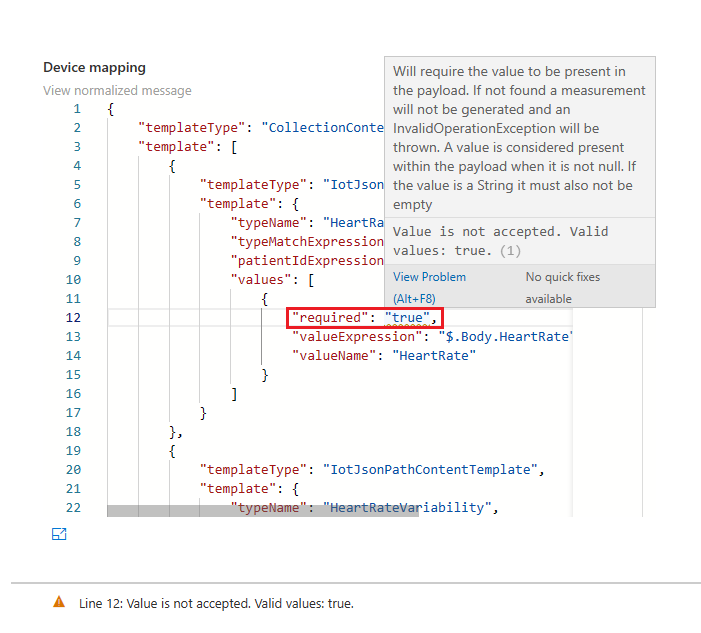 Device mapping
View normalized message
1 {
2 "templateType": "CollectionConte
3 "template": [
4 {
5 "templateType": "IotJson
6 "template": {
7 "typeName": "HeartRa
8 "typeMatchExpression
9 "patientIdExpression
10 "values": [
11 {
12 "required": "true",
13 "valueExpression": "$.Body.HeartRate"
14 "valueName": "HeartRate"
15 }
16 ]
17 }
18 },
19 {
20 "templateType": "IotJsonPathContentTemplate",
21 "template": {
22 "typeName": "HeartRateVariability",
Will require the value to be present in
the payload. If not found a measurement
will not be generated and an
InvalidOperationException will be
thrown. A value is considered present
within the payload when it is not null. If
the value is a String it must also not be
empty
Value is not accepted. Valid
values: true. (1)
View Problem
(Alt+F8)
No quick fixes
available
Line 12: Value is not accepted. Valid values: true.